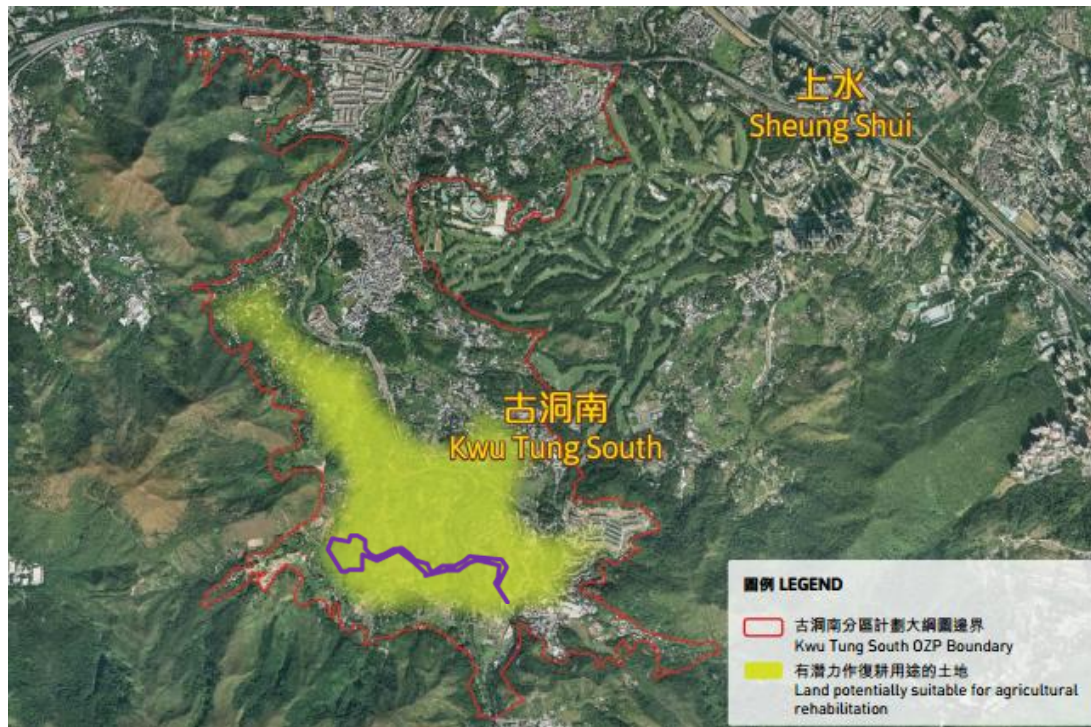 上水
Sheung Shui
古洞南
Kwu Tung South
圖例 LEGEND
古洞南分區計劃大綱圖邊界
Kwu Tung South OZP Boundary
有潛力作復耕用途的土地
Land potentially suitable for agricultural
rehabilitation